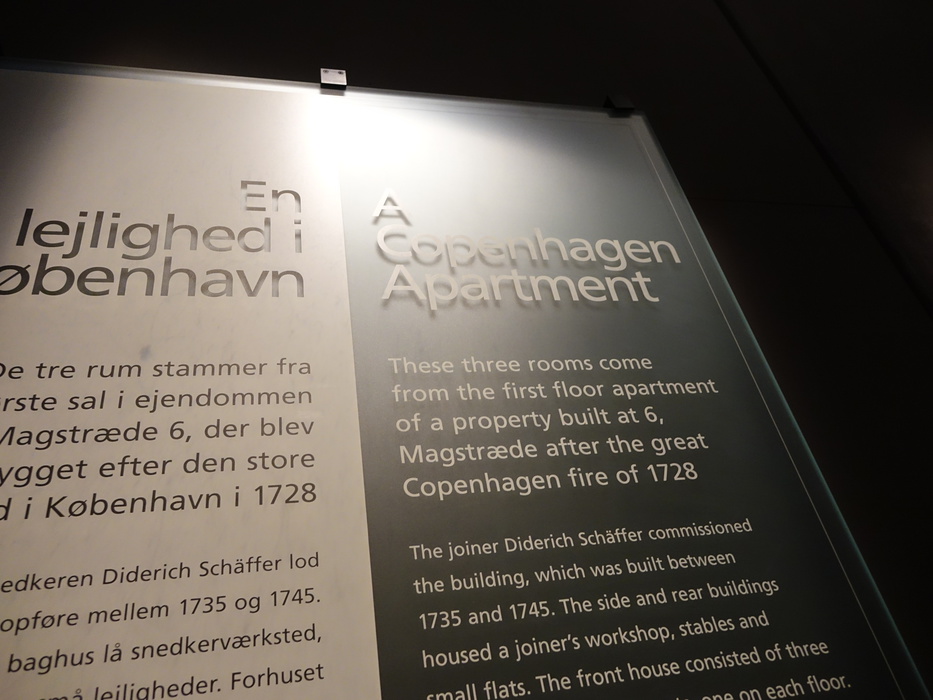 En
lejlighed i
øbenhavn
De tre rum stammer fra
rste sal i ejendommen
Magstræde 6, der blev
ygget efter den store
d i København i 1728
edkeren Diderich Schäffer lod
opføre mellem 1735 og 1745.
baghus lå snedkerværksted,
må lejligheder. Forhuset
A
Copenhagen
Apartment
These three rooms come
from the first floor apartment
of a property built at 6,
Magstræde after the great
Copenhagen fire of 1728
The joiner Diderich Schäffer commissioned
the building, which was built between
1735 and 1745. The side and rear buildings
housed a joiner's workshop, stables and
small flats. The front house consisted of three
one on each floor.